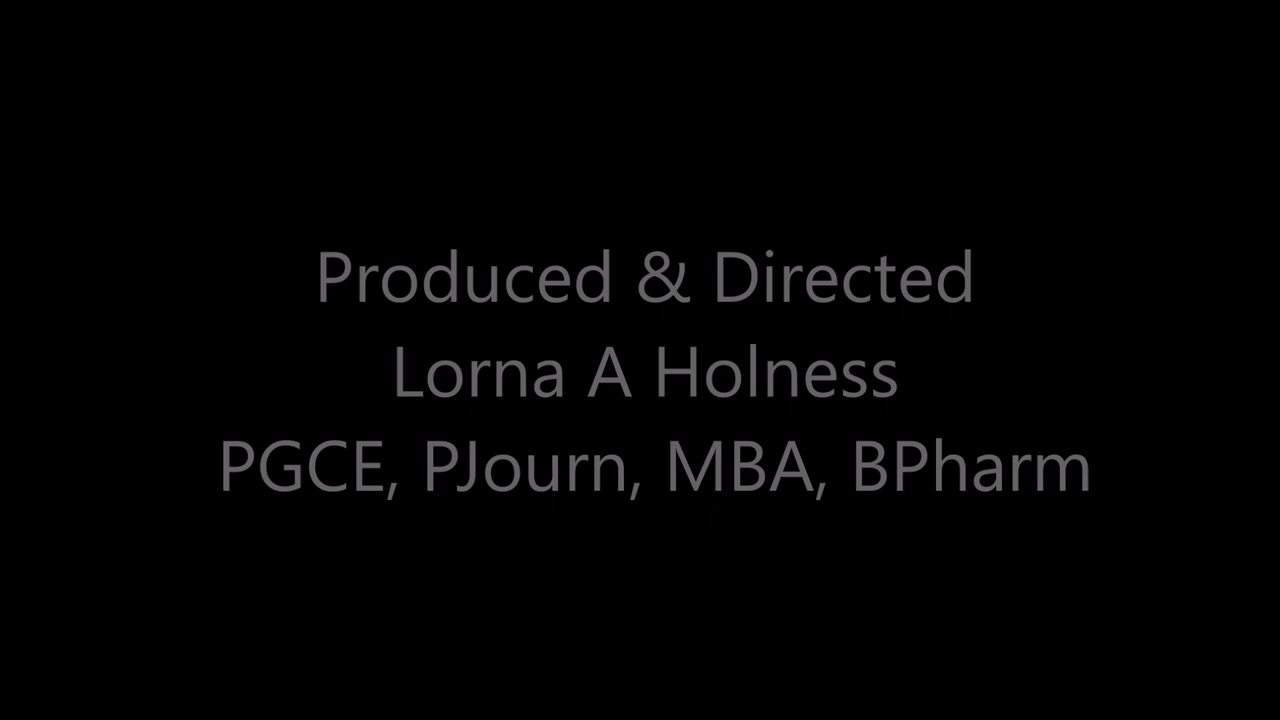 Produced & Directed
Lorna A Holness
PGCE, PJourn, MBA, BPharm